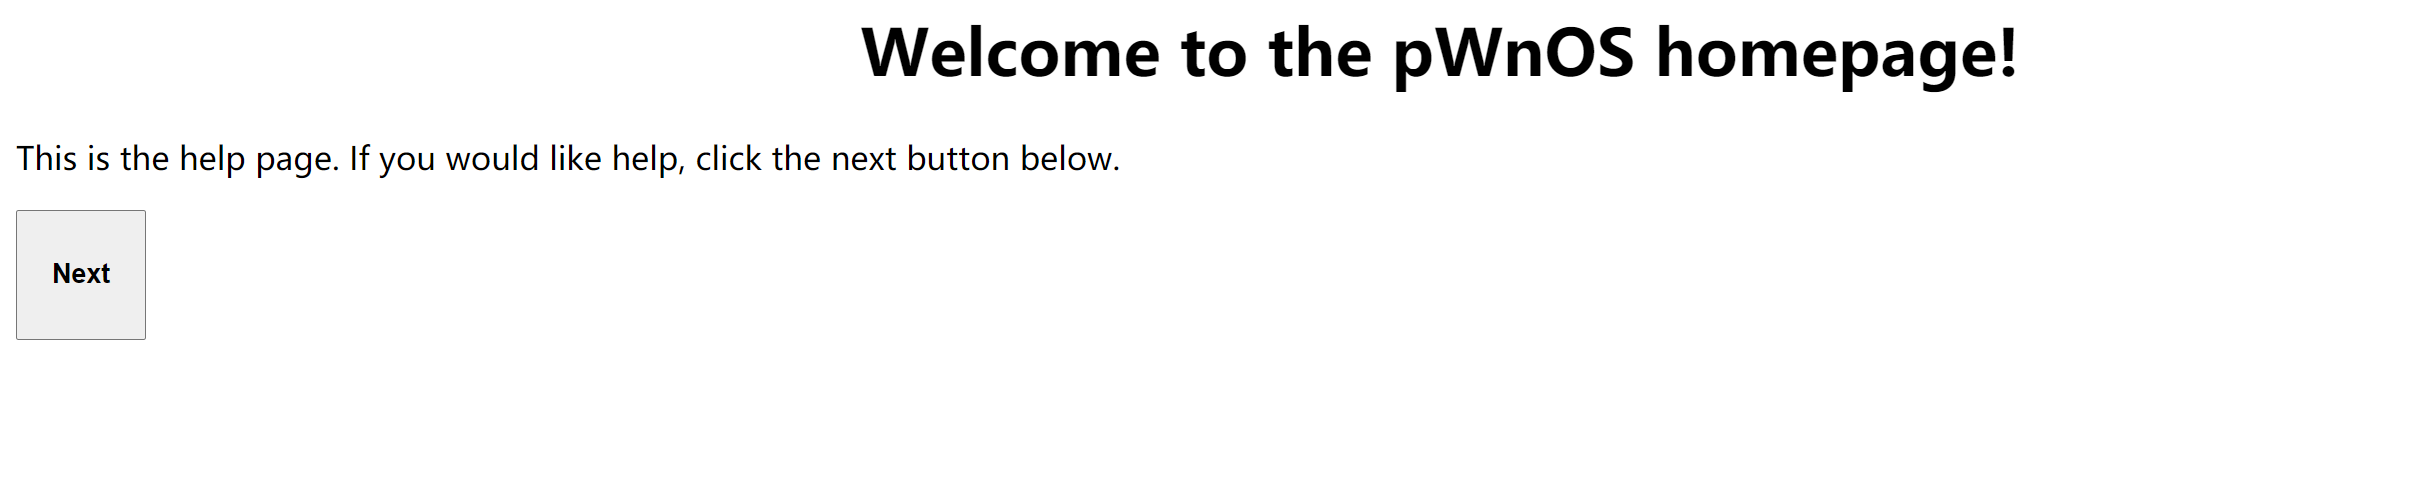 Welcome to the pWnOS homepage!
This is the help page. If you would like help, click the next button below.
Next